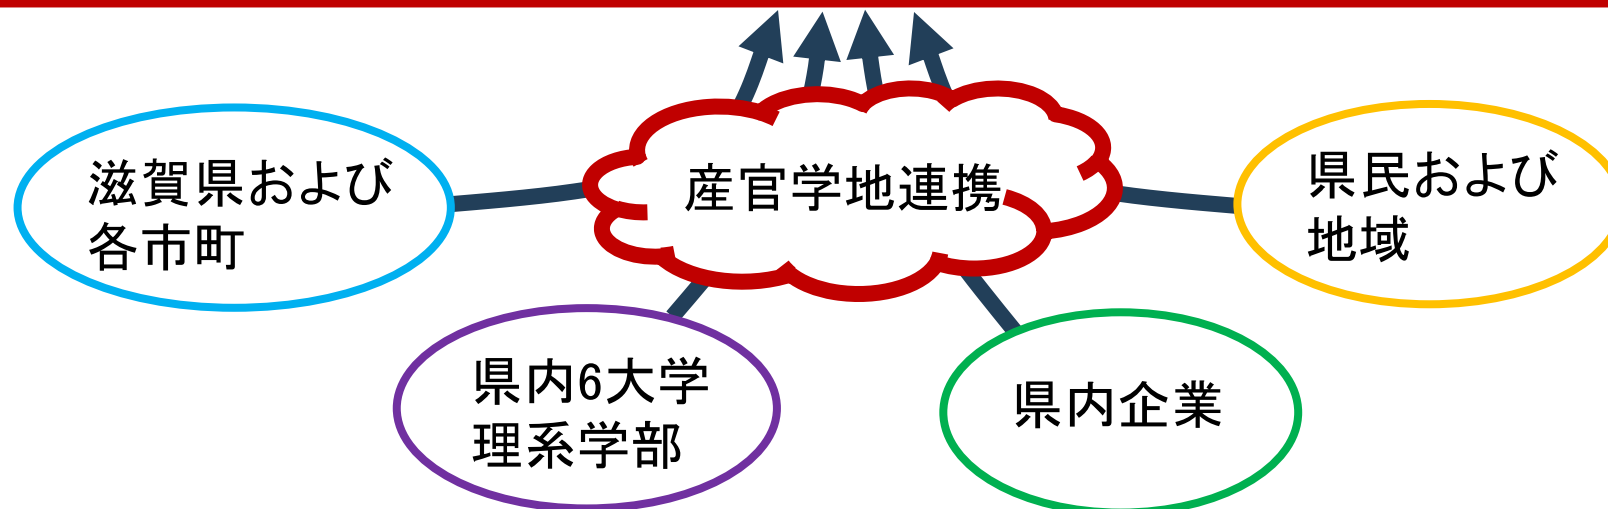 滋賀県および
各市町
産官学地連携
県民および
地域
県内6大学
理系学部
県内企業